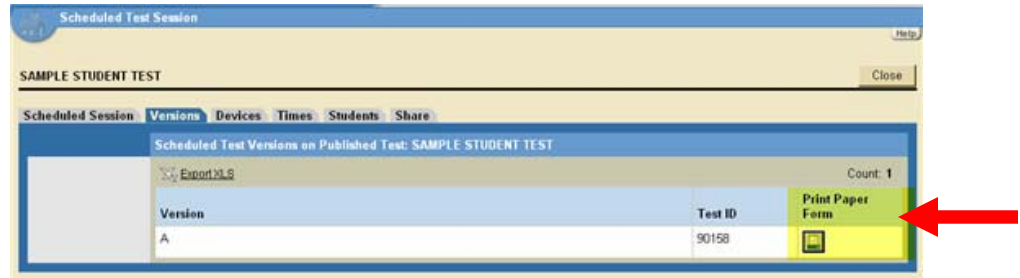 Scheduled Test Session
Help
SAMPLE STUDENT TEST
Close
Scheduled Session Versions Devices Times Students Share
Scheduled Test Versions on Published Test: SAMPLE STUDENT TEST
Export XLS Count: 1
Version Test ID Print Paper Form
A 90158